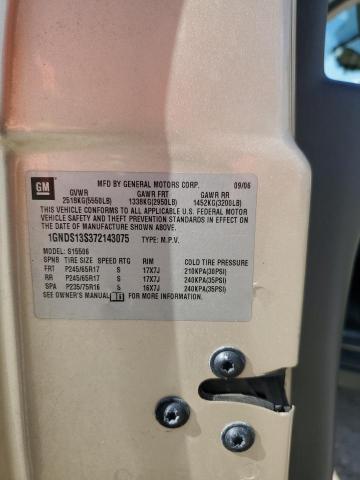 GM
MFD BY GENERAL MOTORS CORP. 09/06
GVWR GAWR FRT GAWR RR
2518KG(5550LB) 1338KG(2950LB) 1452KG(3200LB)
THIS VEHICLE CONFORMS TO ALL APPLICABLE U.S. FEDERAL MOTOR
VEHICLE SAFETY AND THEFT PREVENTION STANDARDS IN EFFECT ON
THE DATE OF MANUFACTURE SHOWN ABOVE.
1GNDS13S372143075 TYPE: M.P.V.
MODEL: S15506
SPNB TIRE SIZE SPEED RTG RIM COLD TIRE PRESSURE
FRT P245/65R17 S 17X7J 210KPA(30PSI)
RR P245/65R17 S 17X7J 240KPA(35PSI)
SPA P235/75R16 S 16X7J 240KPA(35PSI)
SEE OWNER'S MANUAL FOR MORE INFORMATION.